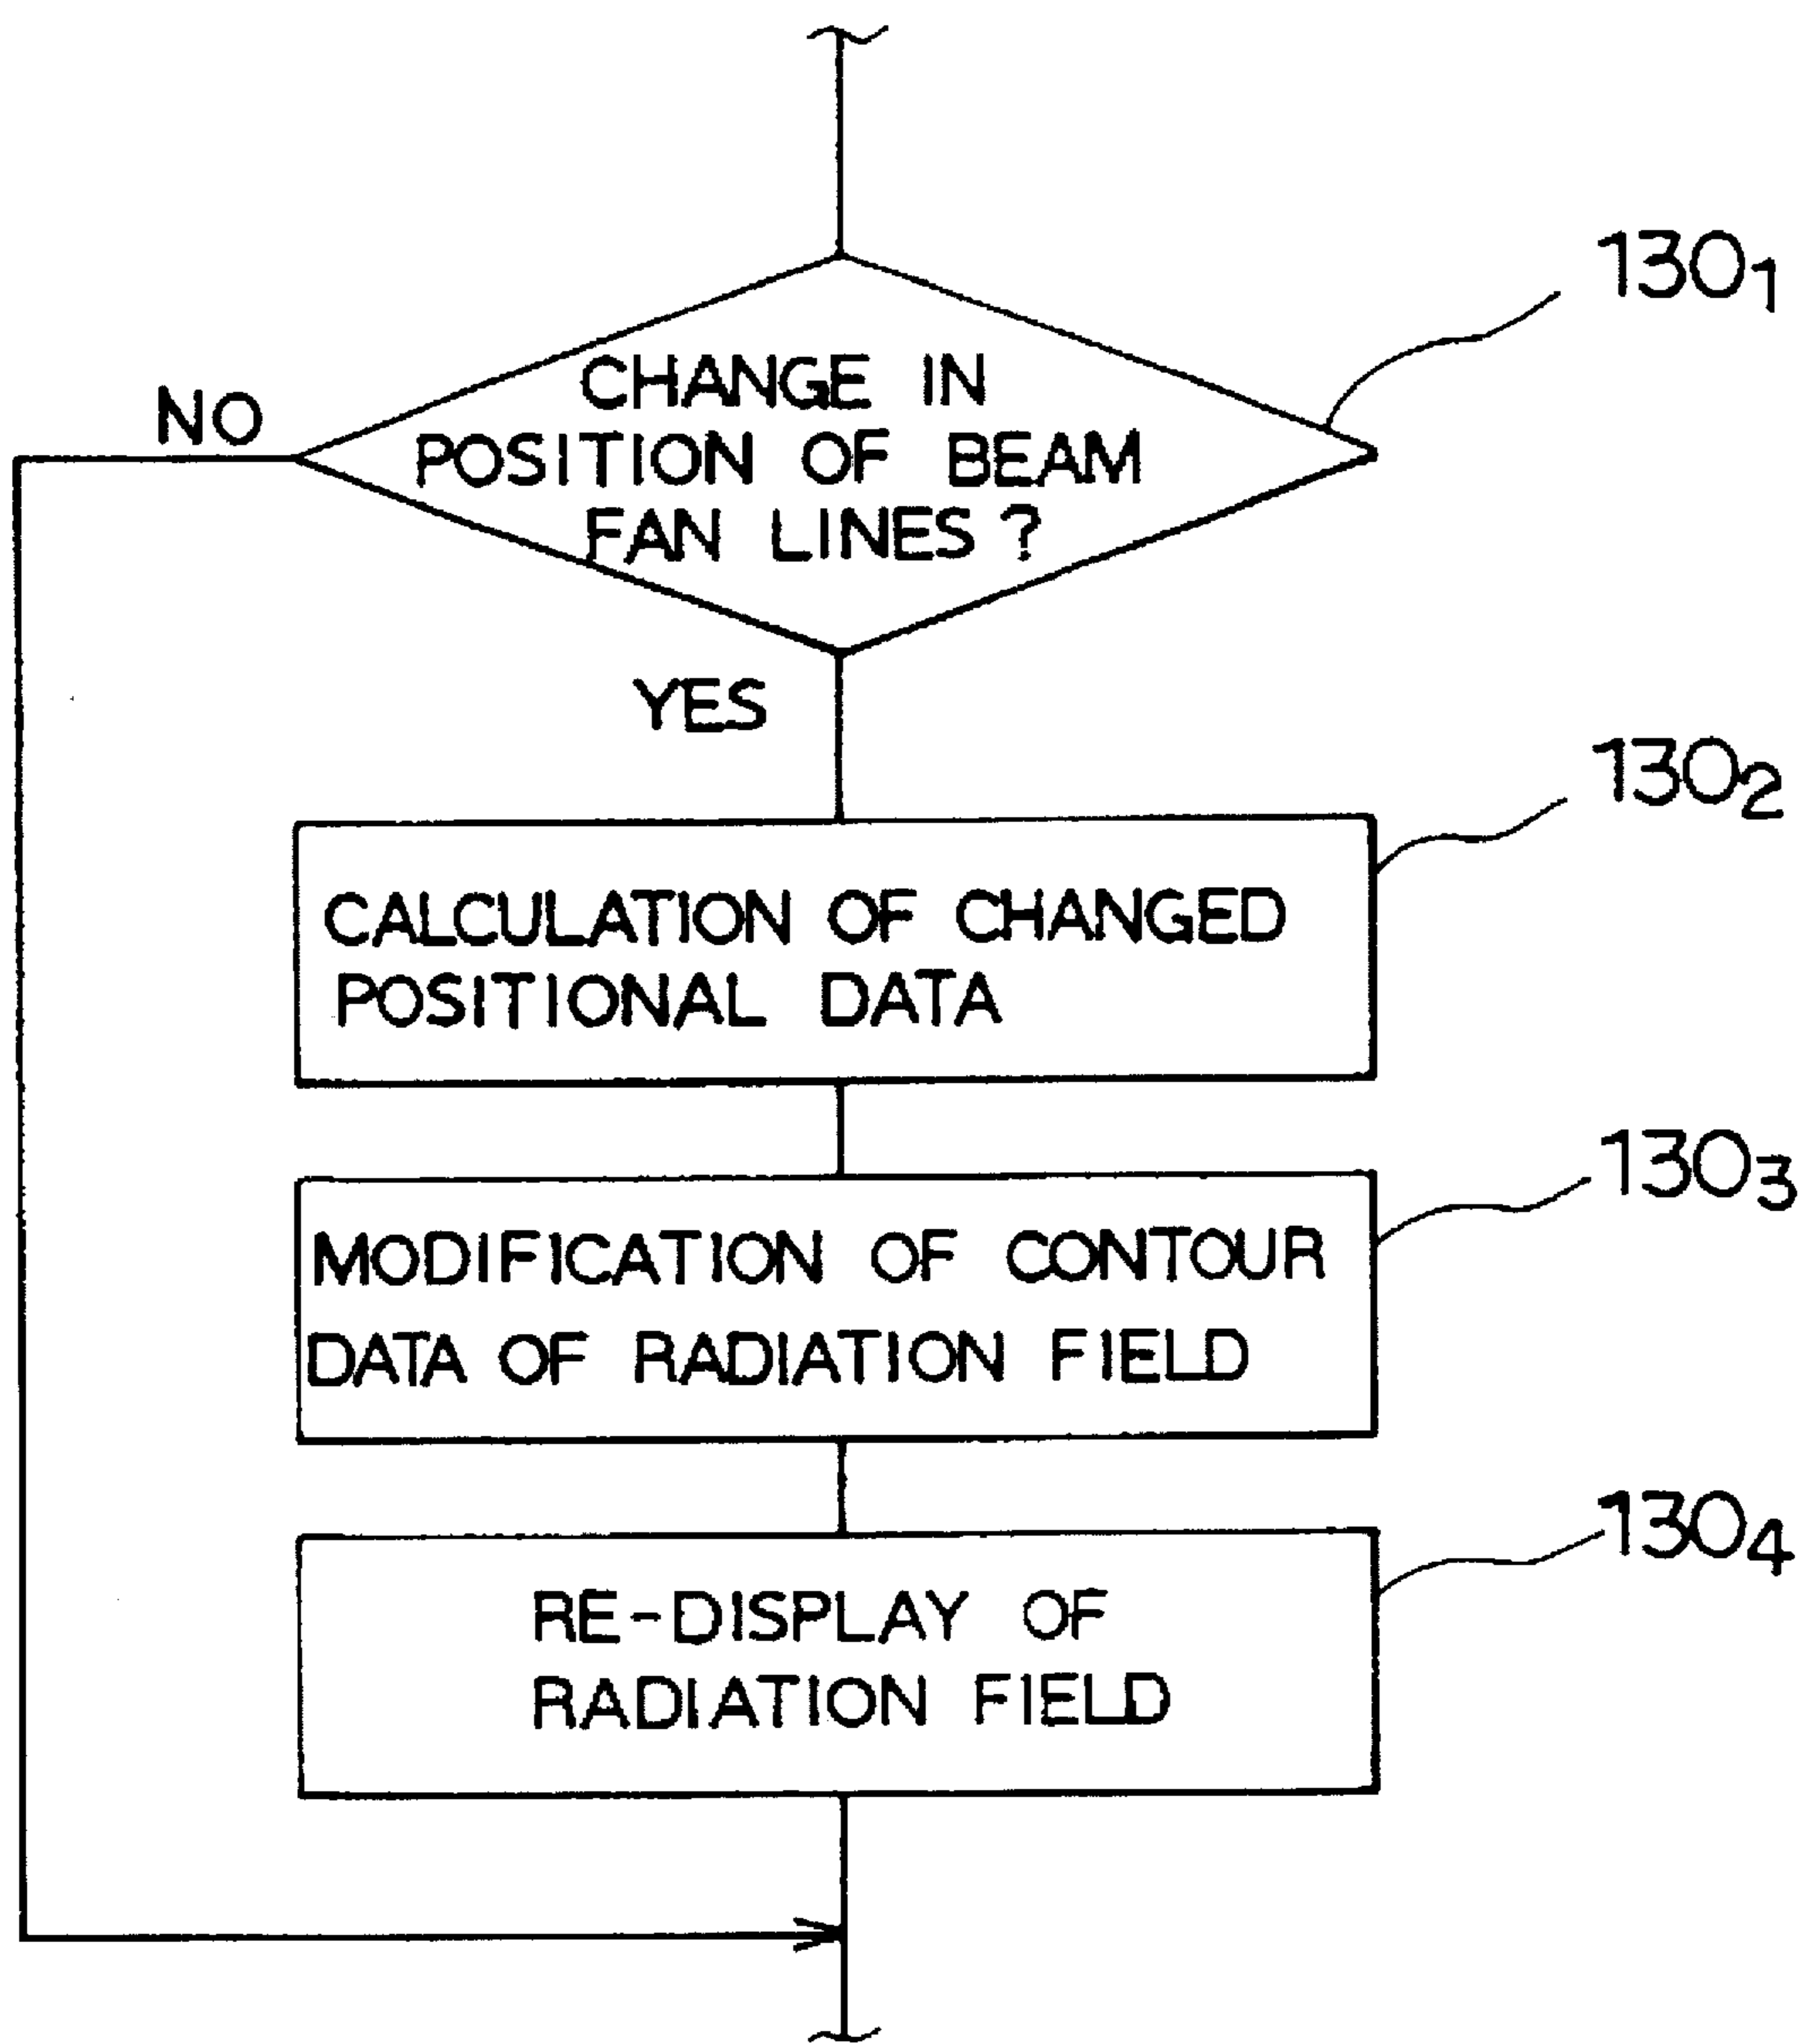 130₁
CHANGE IN
POSITION OF BEAM
FAN LINES ?
NO
YES
130₂
CALCULATION OF CHANGED
POSITIONAL DATA
130₃
MODIFICATION OF CONTOUR
DATA OF RADIATION FIELD
130₄
RE-DISPLAY OF
RADIATION FIELD